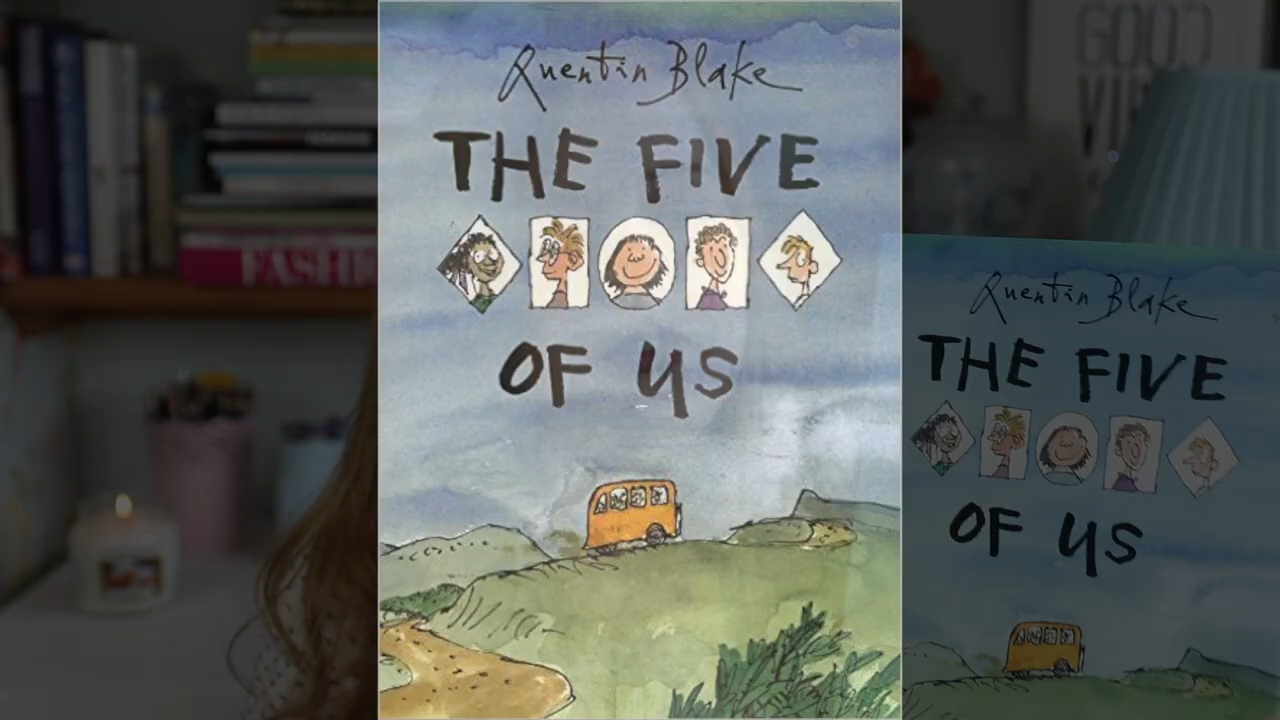 Quentin Blake
THE FIVE
OF US
FASHI
GOOD
Quentin Blake
THE FIVE
OF US